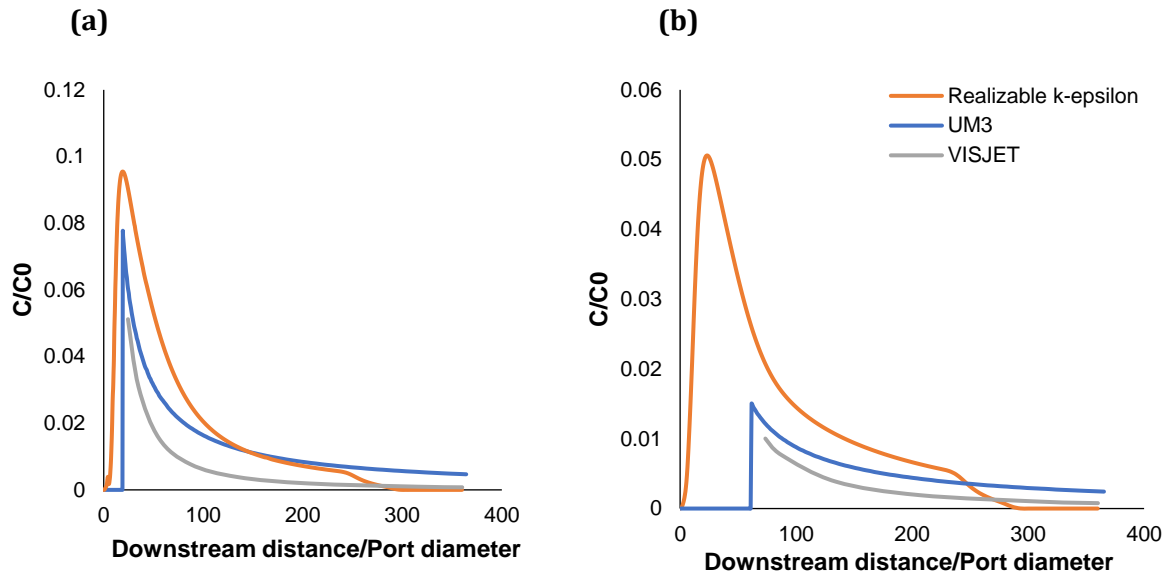 (a)
0.12
0.1
0.08
0.06
0.04
0.02
0
C/C0
0 100 200 300 400
Downstream distance/Port diameter
(b)
0.06
0.05
0.04
0.03
0.02
0.01
0
C/C0
0 100 200 300 400
Downstream distance/Port diameter
Realizable k-epsilon
UM3
VISJET